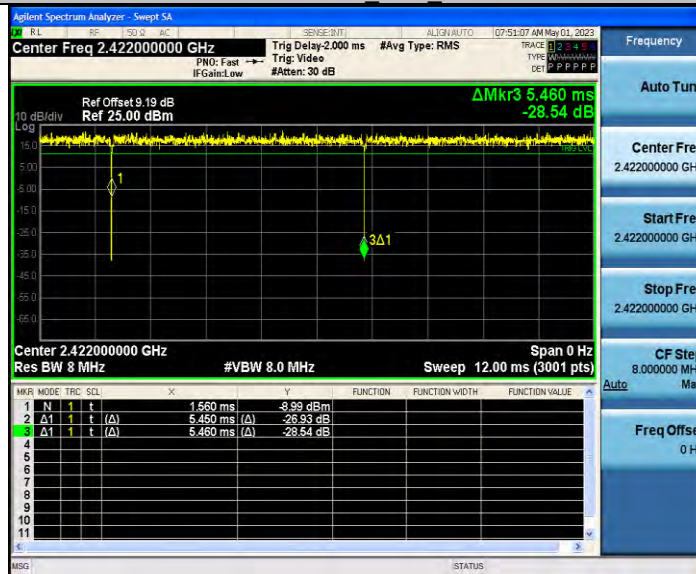 Agilent Spectrum Analyzer - Swept SA
RL RF 50 Ω AC SENSE:INT ALIGN AUTO 07:51:07 AM May 01, 2023
Center Freq 2.422000000 GHz
PNO: Fast
IFGain:Low
Trig Delay-2.000 ms
Trig: Video
#Atten: 30 dB
#Avg Type: RMS
TRACE 1 2 3 4 5 6
TYPE
DET P P P P P P
Frequency
Auto Tun
Center Fre
2.422000000 GH
Start Fre
2.422000000 GH
Stop Fre
2.422000000 GH
CF Ste
8.000000 MH
Auto Ma
Freq Offse
0 H
ΔMkr3 5.460 ms
-28.54 dB
Ref Offset 9.19 dB
10 dB/div Ref 25.00 dBm
Log
15.0
5.00
-5.00
-15.0
-25.0
-35.0
-45.0
-55.0
-65.0
TRIG LVL
1
3Δ1
Center 2.422000000 GHz Span 0 Hz
Res BW 8 MHz #VBW 8.0 MHz Sweep 12.00 ms (3001 pts)
MKR MODE TRC SCL X Y FUNCTION FUNCTION WIDTH FUNCTION VALUE
1 N 1 t 1.560 ms -8.99 dBm
2 Δ1 1 t (Δ) 5.450 ms (Δ) -26.93 dB
3 Δ1 1 t (Δ) 5.460 ms (Δ) -28.54 dB
4
5
6
7
8
9
10
11
MSG STATUS